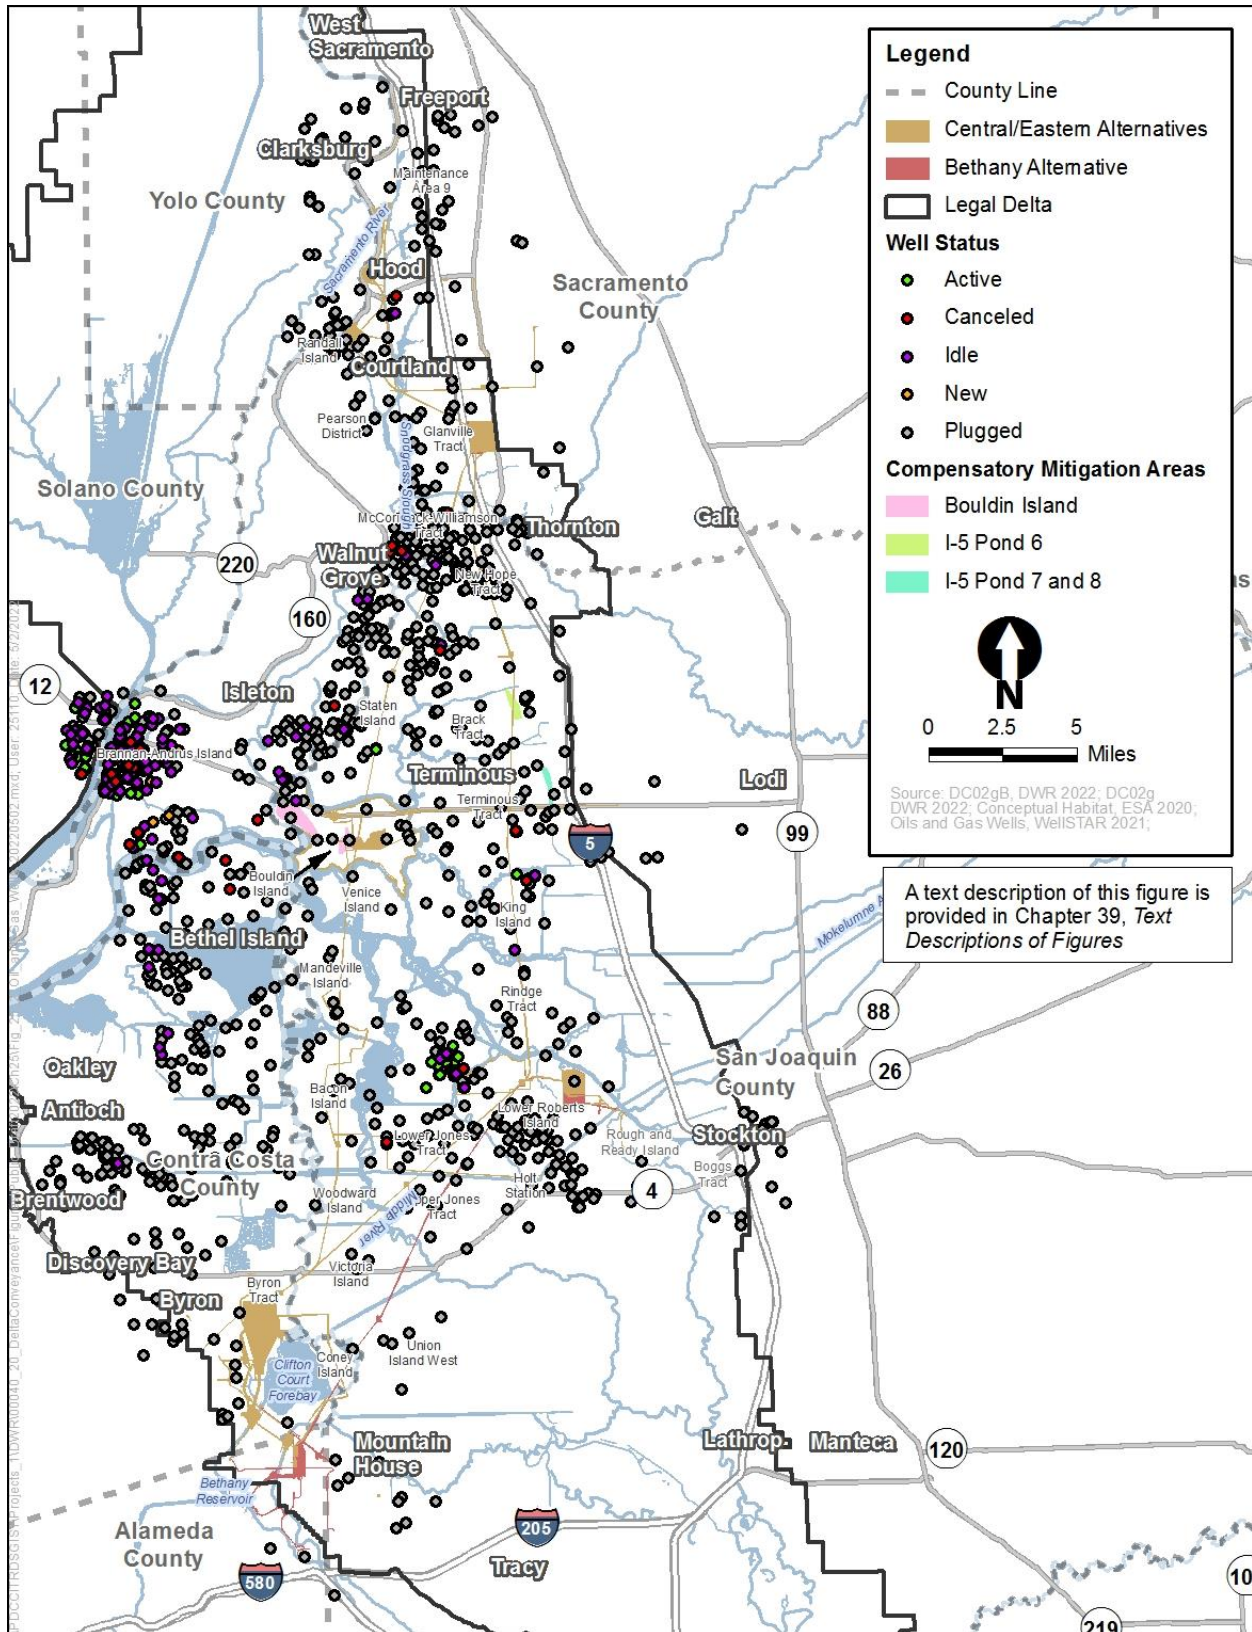 West
Sacramento
Freeport
Clarksburg
Maintenance
Area 9
Yolo County
Sacramento River
Hood
Sacramento
County
Randall
Island
Courtland
Pearson
District
Glanville
Tract
Snodgrass Slough
Solano County
McCormack-Williamson
Tract
Thornton
Galt
Walnut
Grove
New Hope
Tract
220
160
12
Isleton
Staten
Island
Brack
Tract
Brannan-Andrus Island
Terminous
Terminous
Tract
Lodi
99
5
Bouldin
Island
Venice
Island
King
Island
Bethel Island
Mandeville
Island
Rindge
Tract
Mokelumne
88
26
San Joaquin
County
Oakley
Antioch
Bacon
Island
Lower Roberts
Island
Lower Jones
Tract
Rough and
Ready Island
Stockton
Contra Costa
County
Boggs
Tract
Holt
Station
4
Brentwood
Woodward
Island
Upper Jones
Tract
Middle River
Discovery Bay
Victoria
Island
Byron
Tract
Byron
Union
Island West
Coney
Island
Clifton
Court
Forebay
Mountain
House
Lathrop
Manteca
120
Bethany
Reservoir
Alameda
County
205
Tracy
580
219
10
Legend
County Line
Central/Eastern Alternatives
Bethany Alternative
Legal Delta
Well Status
Active
Canceled
Idle
New
Plugged
Compensatory Mitigation Areas
Bouldin Island
I-5 Pond 6
I-5 Pond 7 and 8
N
0 2.5 5
Miles
Source: DC02gB, DWR 2022; DC02g
DWR 2022; Conceptual Habitat, ESA 2020;
Oils and Gas Wells, WellSTAR 2021;
A text description of this figure is
provided in Chapter 39, Text
Descriptions of Figures